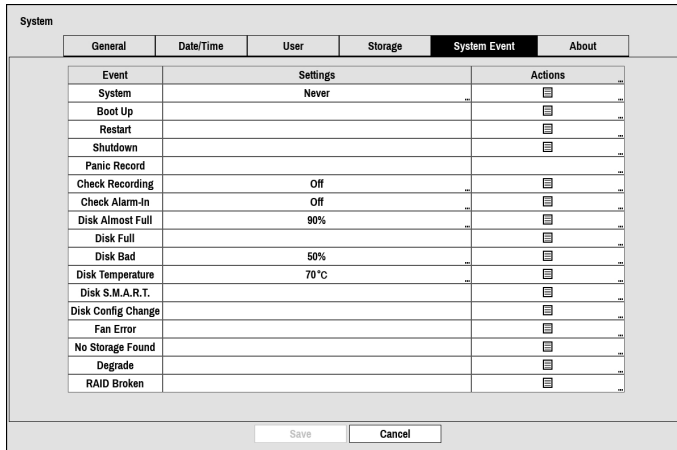 System
General Date/Time User Storage System Event About
Event Settings Actions ...
System Never ... ...
Boot Up ...
Restart ...
Shutdown ...
Panic Record ...
Check Recording Off ... ...
Check Alarm-In Off ... ...
Disk Almost Full 90% ... ...
Disk Full ...
Disk Bad 50% ... ...
Disk Temperature 70°C ... ...
Disk S.M.A.R.T. ...
Disk Config Change ...
Fan Error ...
No Storage Found ...
Degrade ...
RAID Broken ...
Save Cancel